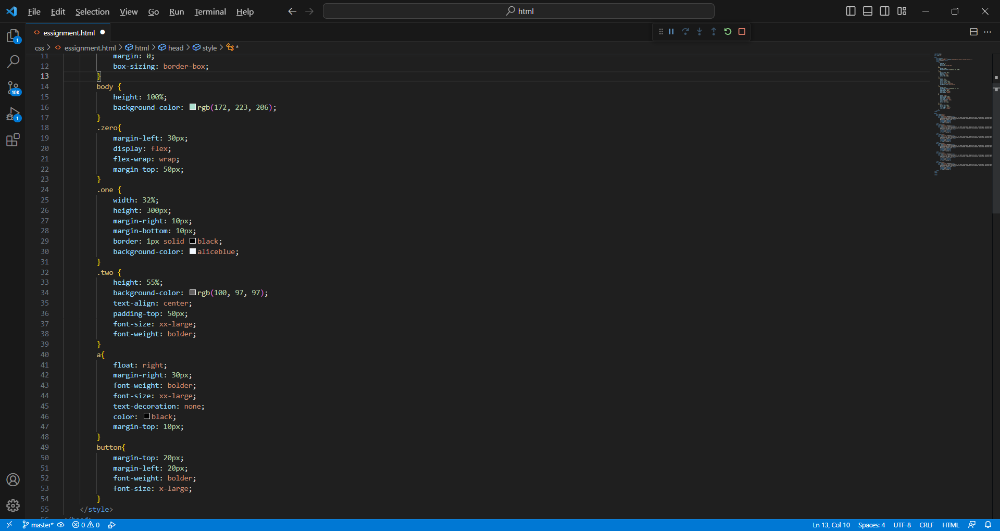 File Edit Selection View Go Run Terminal Help html
essignment.html
css > essignment.html > html > head > style > *
11 margin: 0;
12 box-sizing: border-box;
13 }
14 body {
15 height: 100%;
16 background-color: rgb(172, 223, 206);
17 }
18 .zero{
19 margin-left: 30px;
20 display: flex;
21 flex-wrap: wrap;
22 margin-top: 50px;
23 }
24 .one {
25 width: 32%;
26 height: 300px;
27 margin-right: 10px;
28 margin-bottom: 10px;
29 border: 1px solid black;
30 background-color: aliceblue;
31 }
32 .two {
33 height: 55%;
34 background-color: rgb(100, 97, 97);
35 text-align: center;
36 padding-top: 50px;
37 font-size: xx-large;
38 font-weight: bolder;
39 }
40 a{
41 float: right;
42 margin-right: 30px;
43 font-weight: bolder;
44 font-size: xx-large;
45 text-decoration: none;
46 color: black;
47 margin-top: 10px;
48 }
49 button{
50 margin-top: 20px;
51 margin-left: 20px;
52 font-weight: bolder;
53 font-size: x-large;
54 }
55 </style>
56 </head>
1
10K
1
master* 0 0 Ln 13, Col 10 Spaces: 4 UTF-8 CRLF HTML